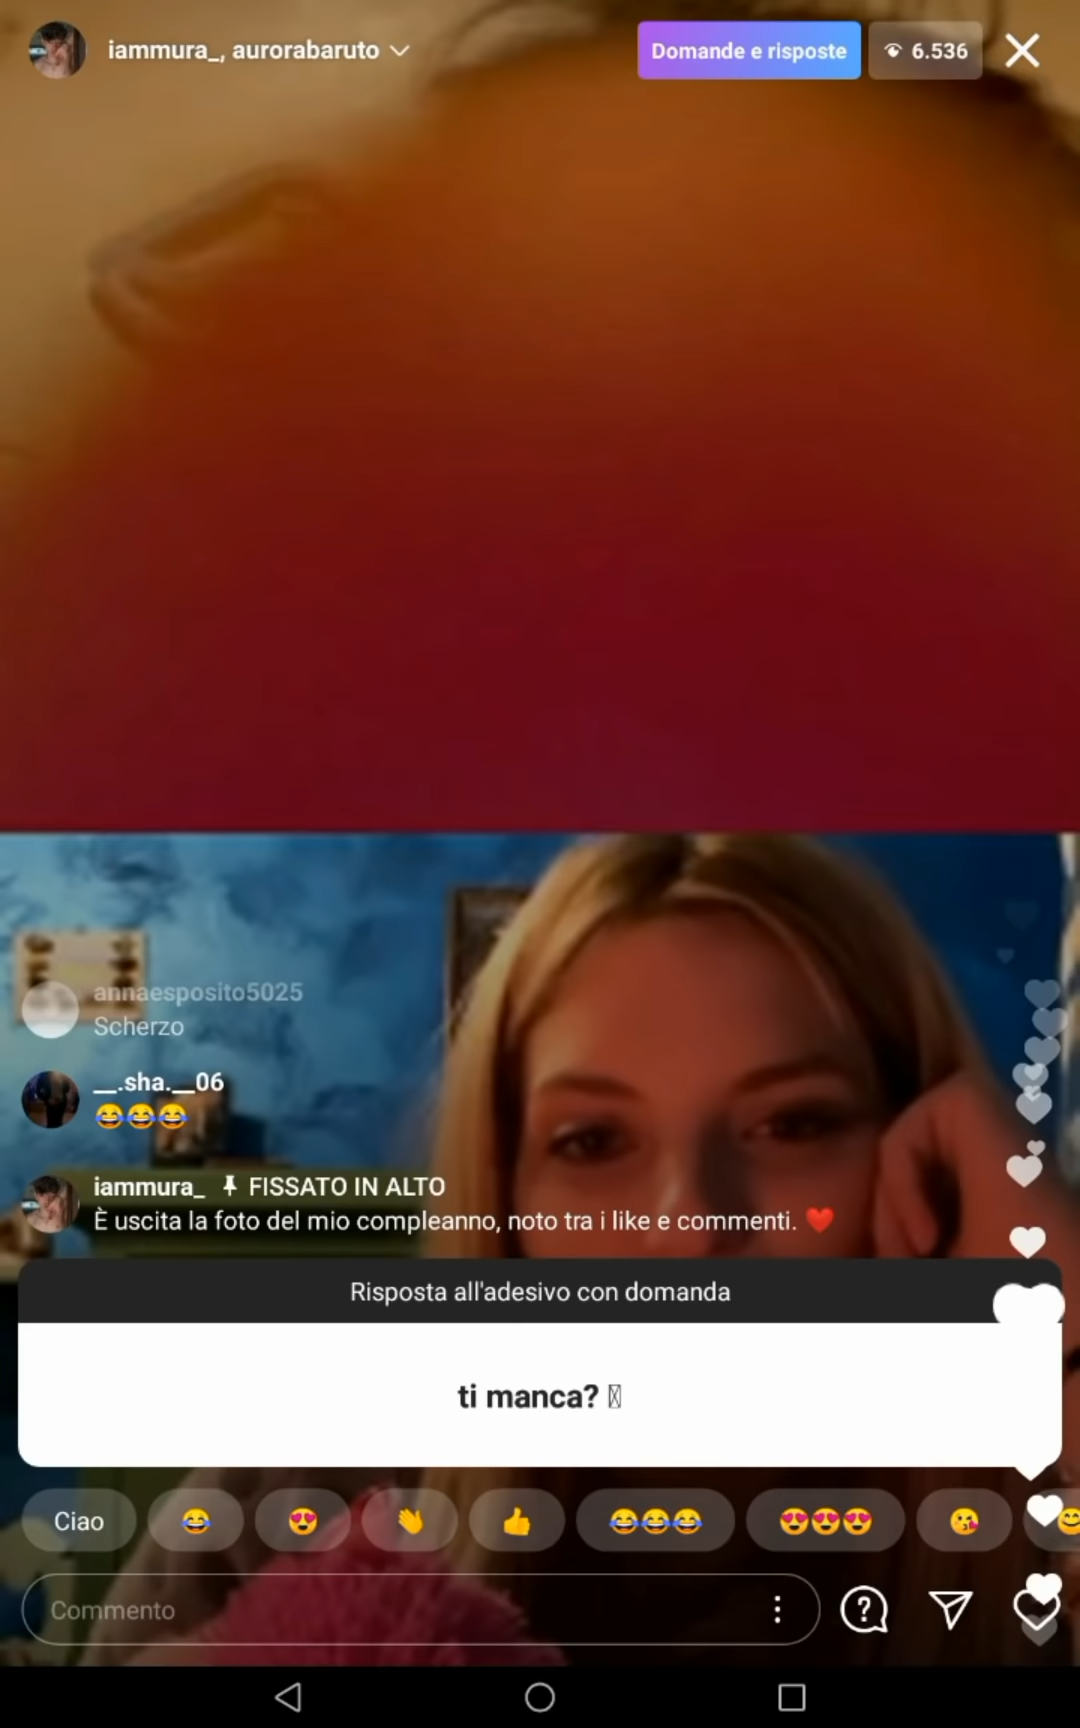 iammura_, aurorabaruto
Domande e risposte
6.536
annaesposito5025
Scherzo
__.sha.__06
😂😂😂
iammura_ 📌 FISSATO IN ALTO
È uscita la foto del mio compleanno, noto tra i like e commenti. ❤️
Risposta all'adesivo con domanda
ti manca?
Ciao 😂 😍 👋 👍 😂😂😂 😍😍😍 😘 😊
Commento